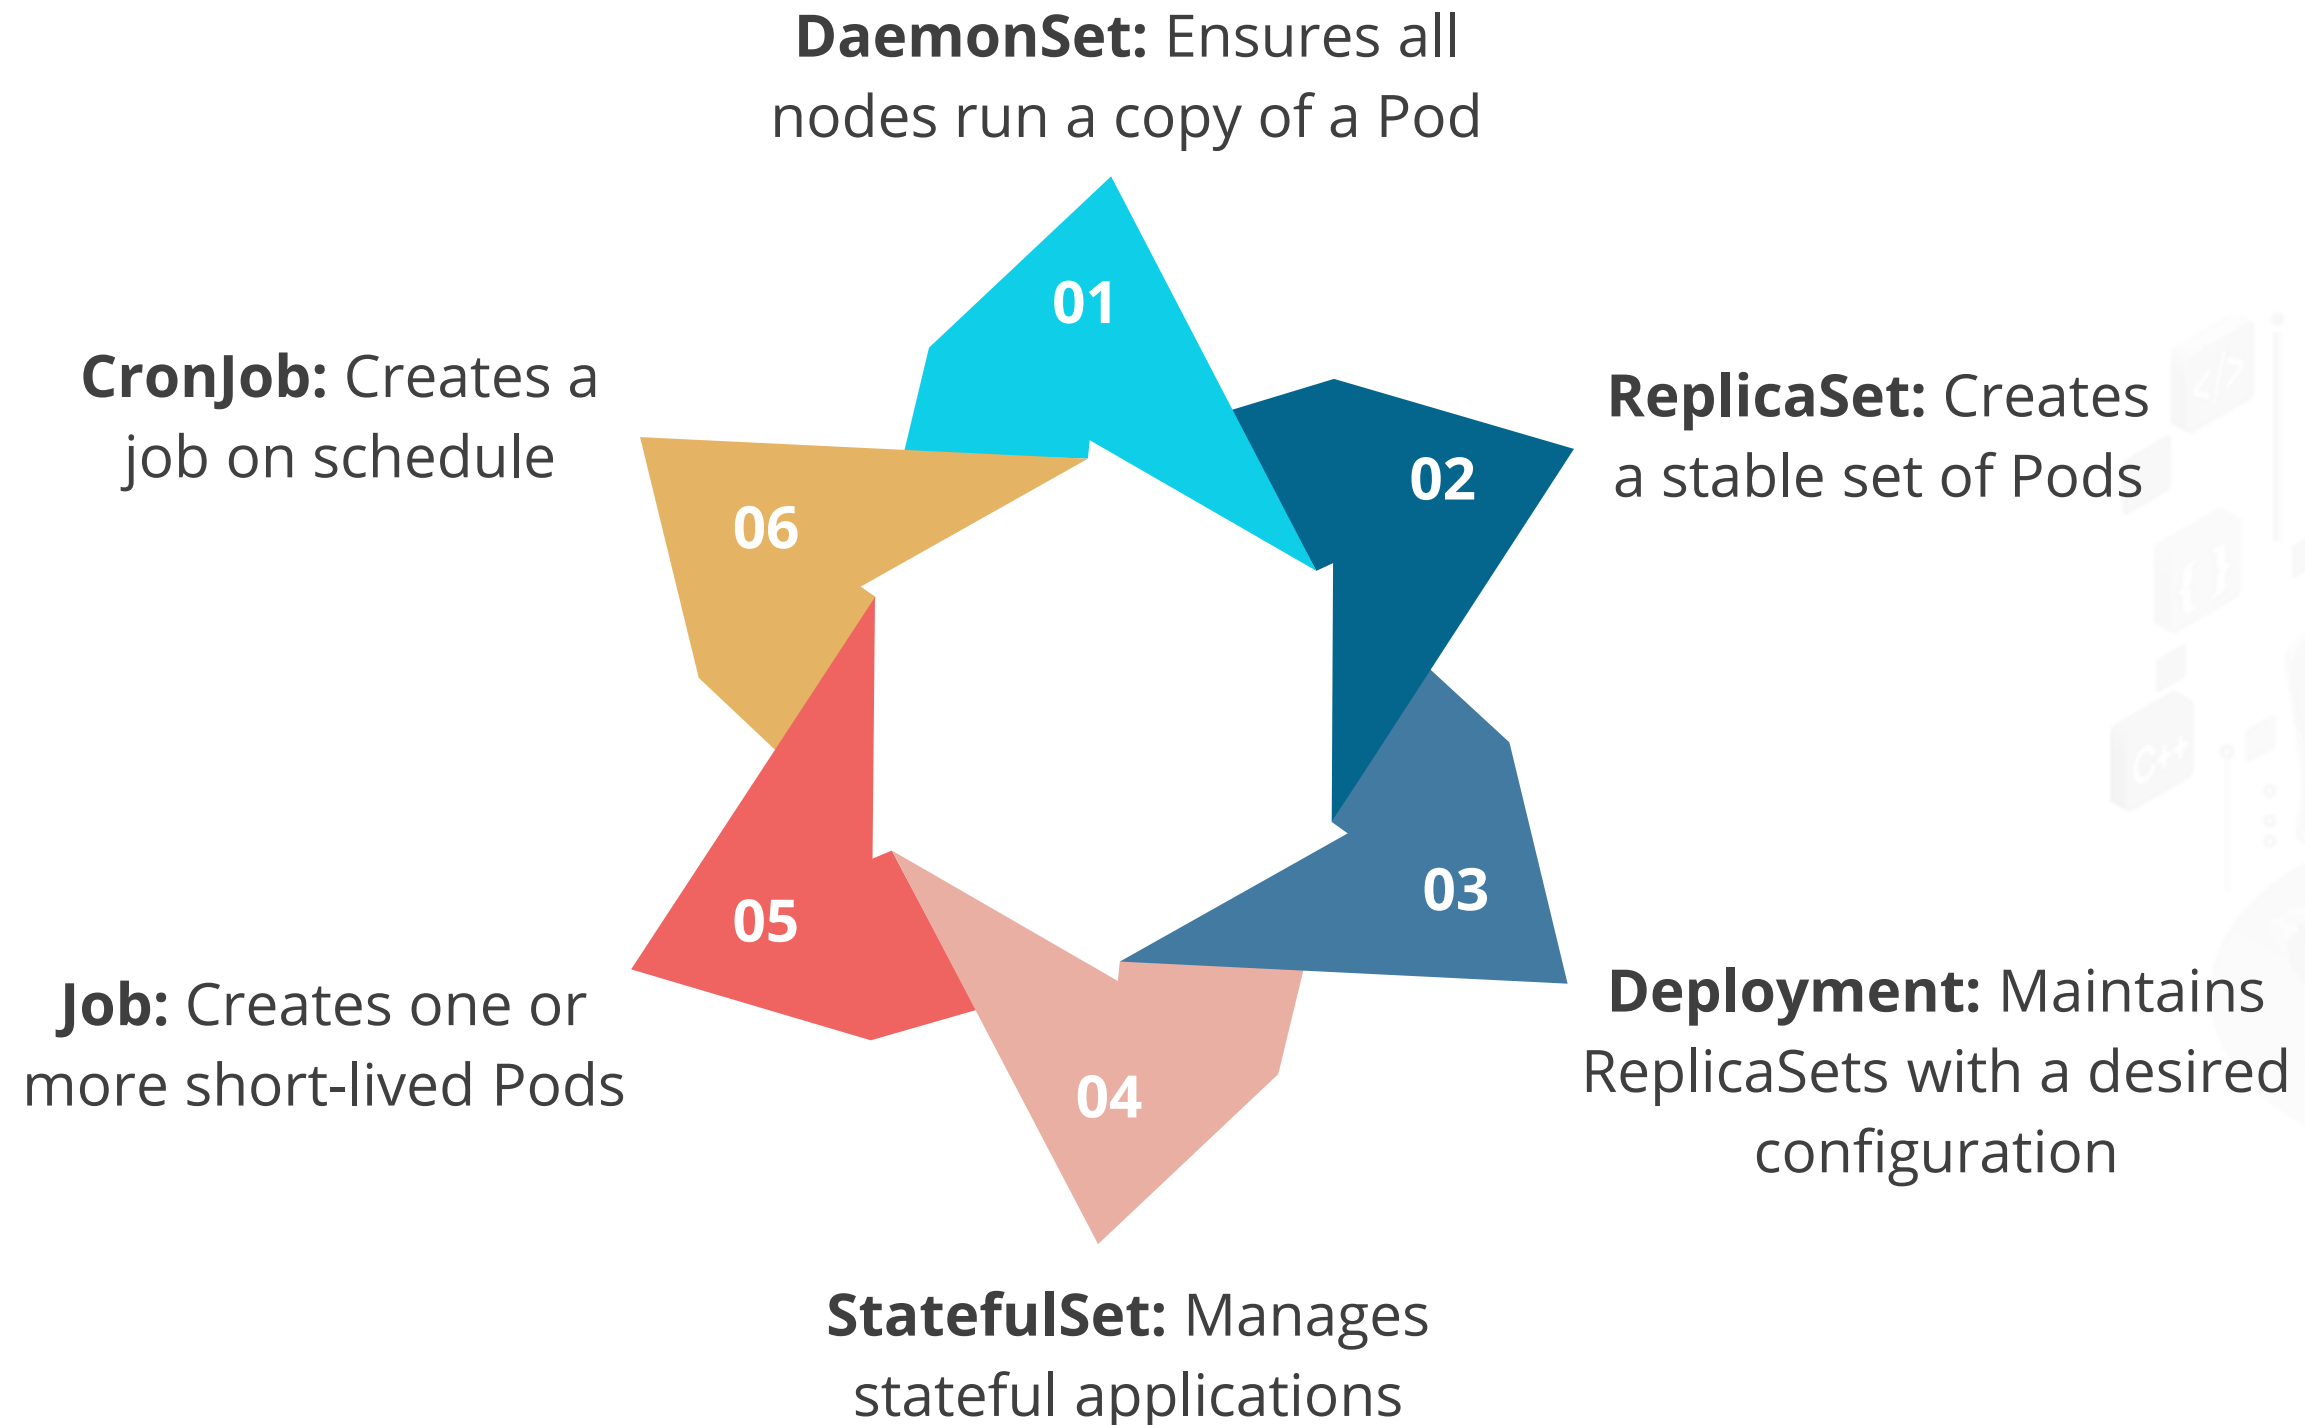 DaemonSet: Ensures all
nodes run a copy of a Pod
01
ReplicaSet: Creates
a stable set of Pods
02
Deployment: Maintains
ReplicaSets with a desired
configuration
03
StatefulSet: Manages
stateful applications
04
Job: Creates one or
more short-lived Pods
05
CronJob: Creates a
job on schedule
06
</>
{ }
C++